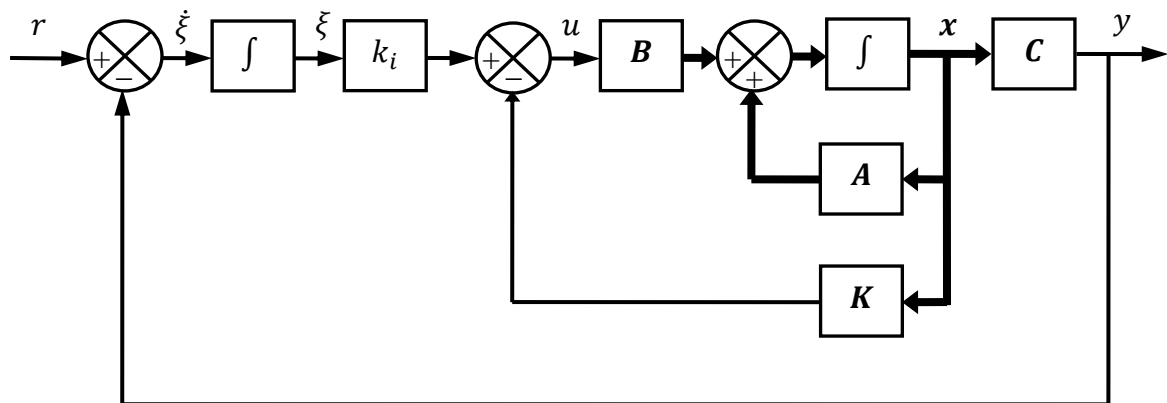 r ξ̇ ξ u x y
∫ k_i B ∫ C
+ − + − + +
A
K